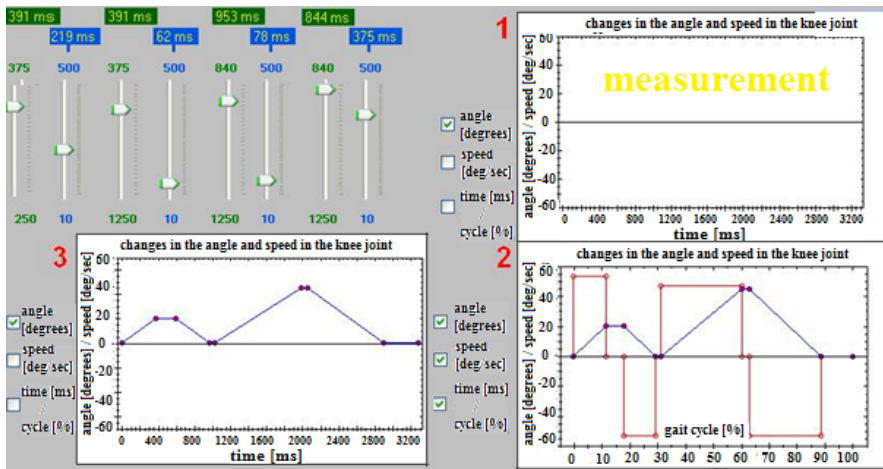 391 ms 391 ms 953 ms 844 ms
219 ms 62 ms 78 ms 375 ms
375 500 375 500 840 500 840 500
250 10 1250 10 1250 10 1250 10
1
changes in the angle and speed in the knee joint
measurement
angle [degrees] / speed [deg/sec]
60
40
20
0
-20
-40
-60
0 400 800 1200 1600 2000 2400 2800 3200
time [ms]
angle
[degrees]
speed
[deg/sec]
time [ms]
/
cycle [%]
3
changes in the angle and speed in the knee joint
angle [degrees] / speed [deg/sec]
60
40
20
0
-20
-40
-60
0 400 800 1200 1600 2000 2400 2800 3200
time [ms]
angle
[degrees]
speed
[deg/sec]
time [ms]
/
cycle [%]
2
changes in the angle and speed in the knee joint
angle [degrees] / speed [deg/sec]
60
40
20
0
-20
-40
-60
gait cycle [%]
0 10 20 30 40 50 60 70 80 90 100
angle
[degrees]
speed
[deg/sec]
time [ms]
/
cycle [%]